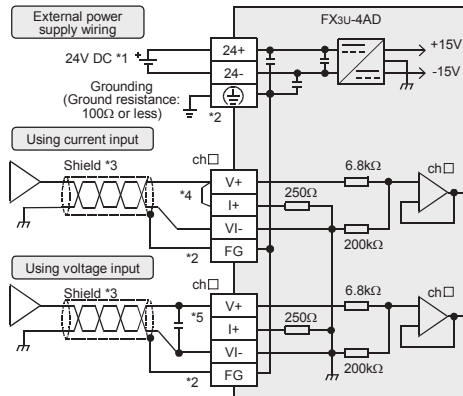 External power
supply wiring
FX3U-4AD
24V DC *1
+
-
24+
24-
+15V
-15V
Grounding
(Ground resistance:
100Ω or less)
*2
Using current input
Shield *3
ch□
*4
V+
I+
VI-
FG
*2
250Ω
6.8kΩ
200kΩ
ch□
Using voltage input
Shield *3
ch□
*5
V+
I+
VI-
FG
*2
250Ω
6.8kΩ
200kΩ
ch□